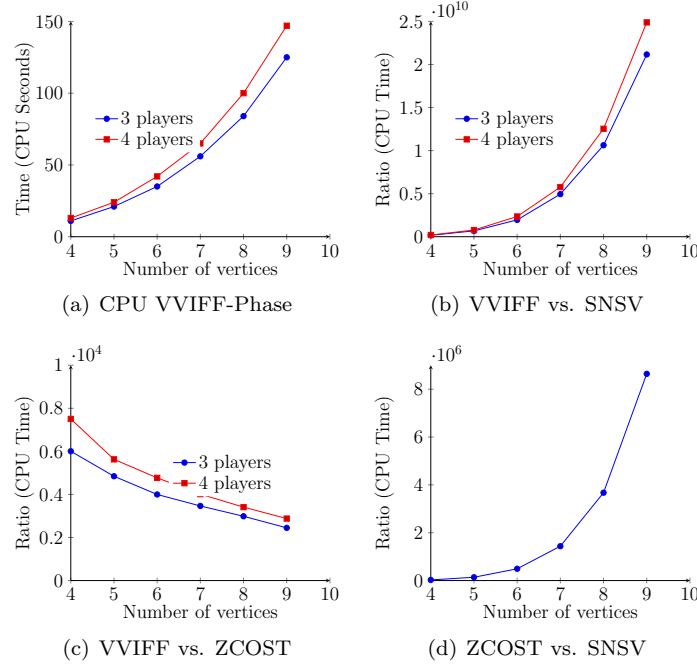 150
100
50
0
4 5 6 7 8 9 10
Time (CPU Seconds)
Number of vertices
3 players
4 players
(a) CPU VVIFF-Phase
·10^10
2.5
2
1.5
1
0.5
0
4 5 6 7 8 9 10
Ratio (CPU Time)
Number of vertices
3 players
4 players
(b) VVIFF vs. SNSV
·10^4
1
0.8
0.6
0.4
0.2
0
4 5 6 7 8 9 10
Ratio (CPU Time)
Number of vertices
3 players
4 players
(c) VVIFF vs. ZCOST
·10^6
8
6
4
2
0
4 5 6 7 8 9 10
Ratio (CPU Time)
Number of vertices
(d) ZCOST vs. SNSV